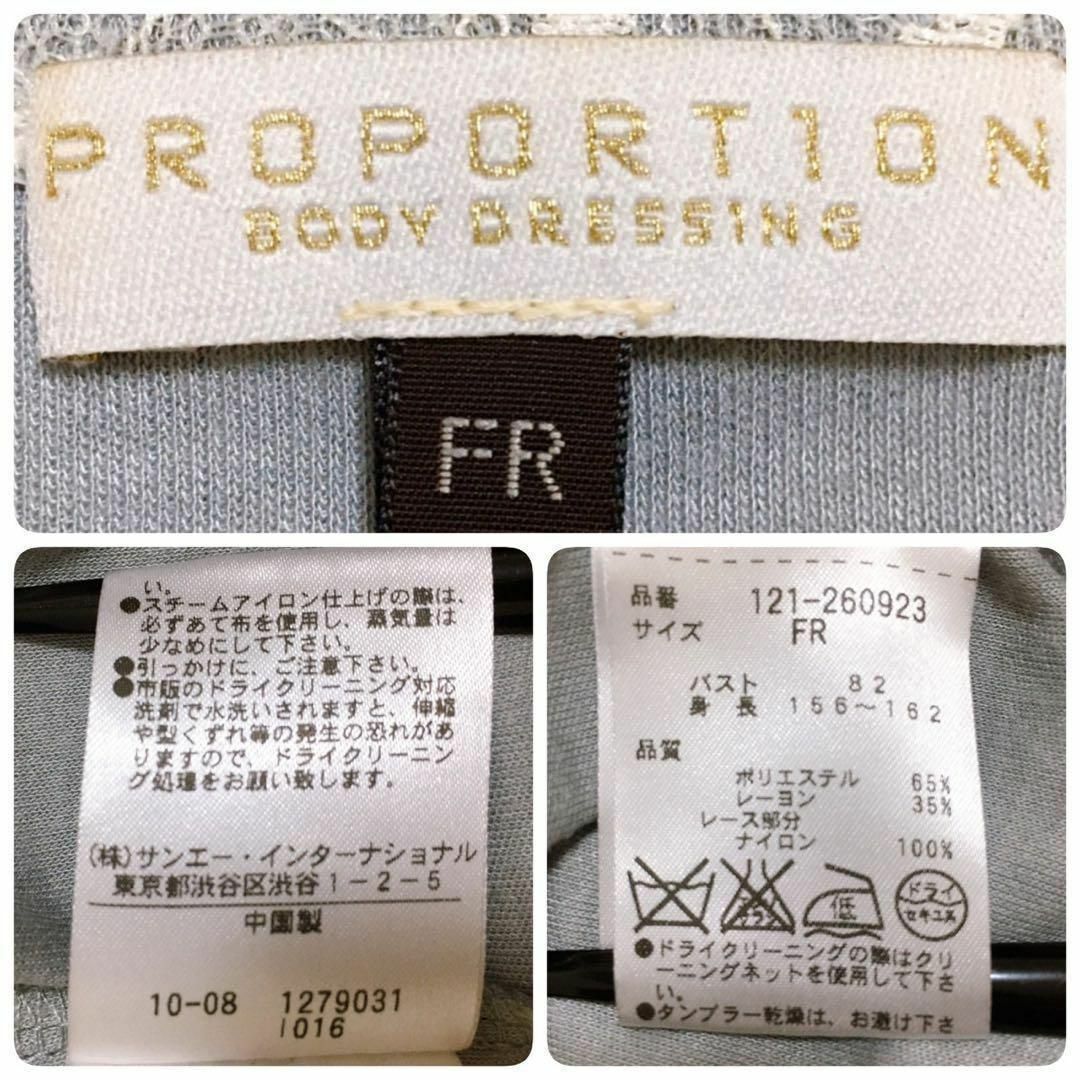 PROPORTION
BODY DRESSING
FR
い。
●スチームアイロン仕上げの際は、
必ずあて布を使用し、蒸気量は
少なめにして下さい。
●引っかけに、ご注意下さい。
●市販のドライクリーニング対応
洗剤で水洗いされますと、伸縮
や型くずれ等の発生の恐れがあ
りますので、ドライクリーニン
グ処理をお願い致します。
(株)サンエー・インターナショナル
東京都渋谷区渋谷1-2-5
中国製
10-08 1279031
1016
品番 121-260923
サイズ FR
バスト 82
身長 156～162
品質
ポリエステル 65%
レーヨン 35%
レース部分
ナイロン 100%
エンソ
サラシ
低
ドライ
セキユ系
●ドライクリーニングの際はクリ
ーニングネットを使用して下さ
い。
●タンブラー乾燥は、お避け下さ